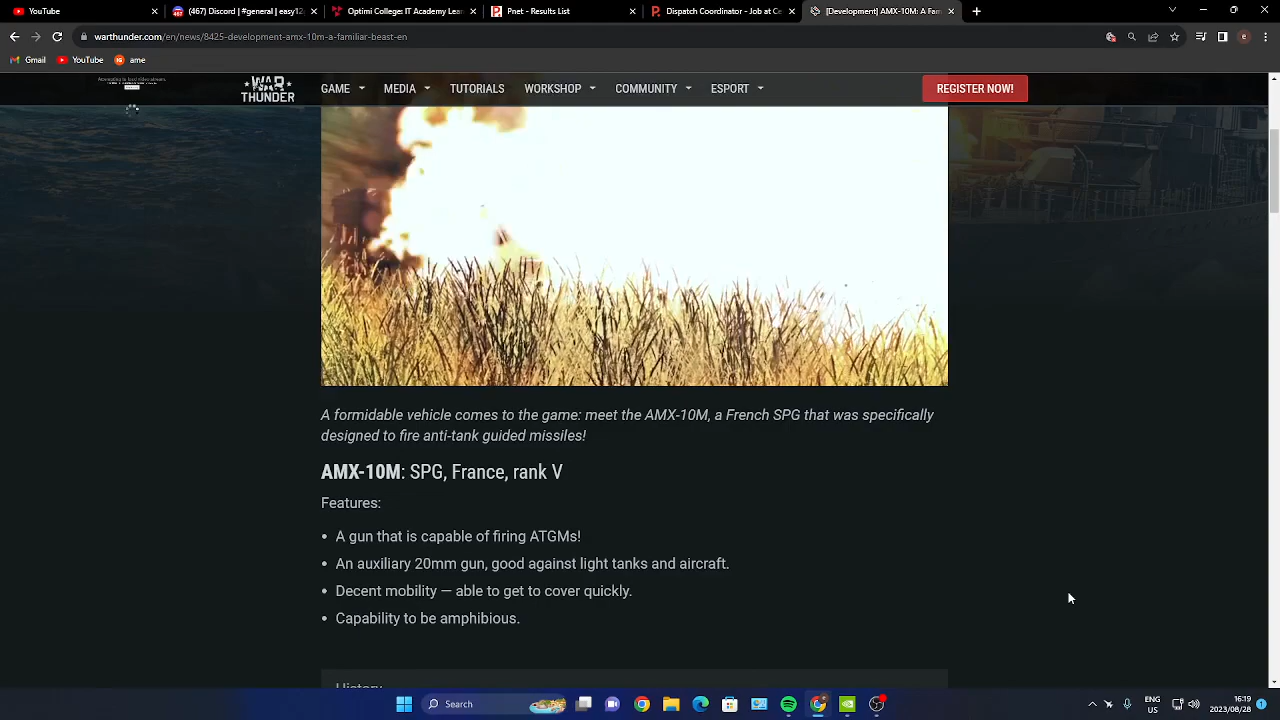 YouTube
(467) Discord | #general | easy12
Optimi College| IT Academy Lear
Pnet - Results List
Dispatch Coordinator - Job at Ce
[Development] AMX-10M: A Fam
warthunder.com/en/news/8425-development-amx-10m-a-familiar-beast-en
Gmail
YouTube
ame
WAR THUNDER
GAME
MEDIA
TUTORIALS
WORKSHOP
COMMUNITY
ESPORT
REGISTER NOW!
A formidable vehicle comes to the game: meet the AMX-10M, a French SPG that was specifically
designed to fire anti-tank guided missiles!
AMX-10M: SPG, France, rank V
Features:
• A gun that is capable of firing ATGMs!
• An auxiliary 20mm gun, good against light tanks and aircraft.
• Decent mobility — able to get to cover quickly.
• Capability to be amphibious.
History
Search
ENG
US
16:19
2023/08/28